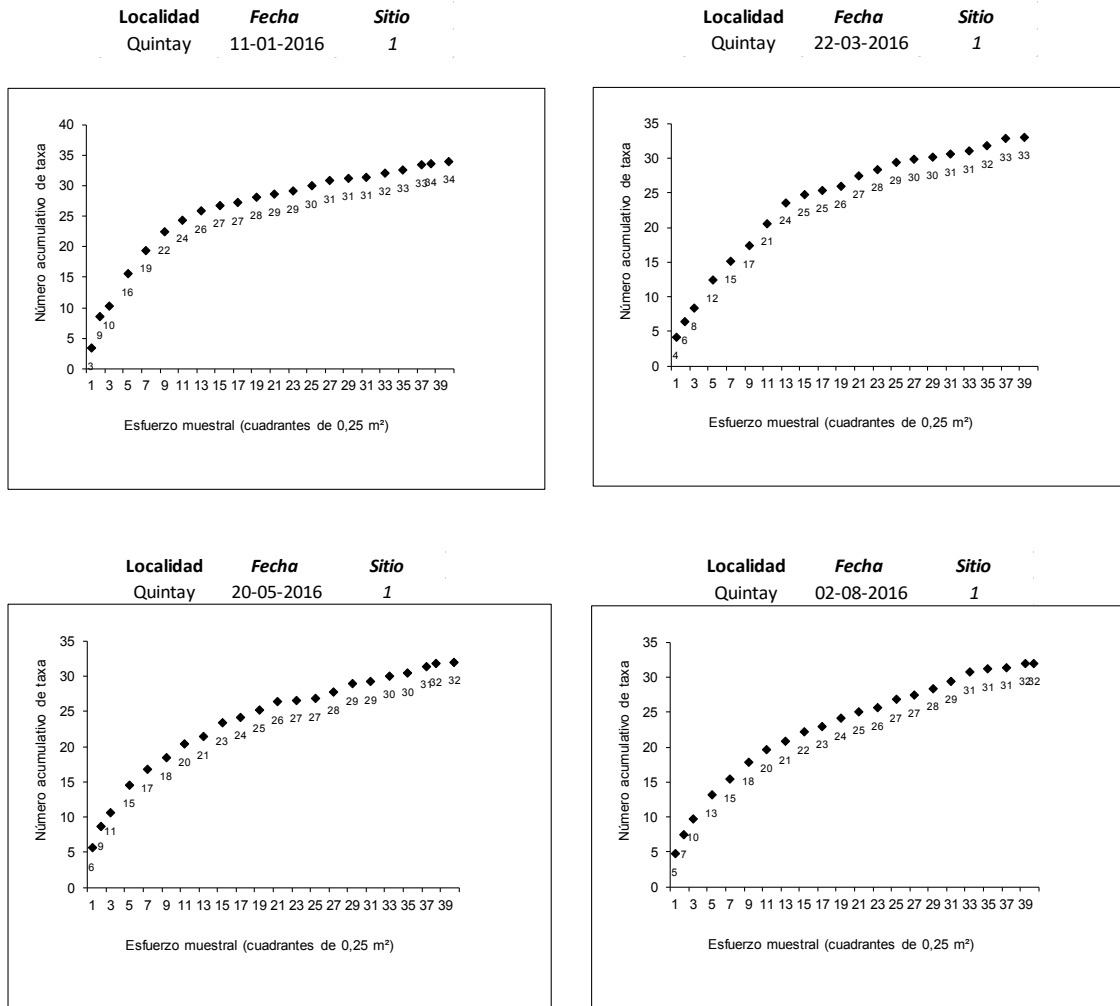 Localidad Fecha Sitio
Quintay 11-01-2016 1
Número acumulativo de taxa
40
35
30
25
20
15
10
5
0
3 9 10 16 19 22 24 26 27 27 28 29 29 30 31 31 31 32 33 33 34 34
1 3 5 7 9 11 13 15 17 19 21 23 25 27 29 31 33 35 37 39
Esfuerzo muestral (cuadrantes de 0,25 m²)
Localidad Fecha Sitio
Quintay 22-03-2016 1
Número acumulativo de taxa
35
30
25
20
15
10
5
0
4 6 8 12 15 17 21 24 25 25 26 27 28 29 30 30 31 31 32 33 33
1 3 5 7 9 11 13 15 17 19 21 23 25 27 29 31 33 35 37 39
Esfuerzo muestral (cuadrantes de 0,25 m²)
Localidad Fecha Sitio
Quintay 20-05-2016 1
Número acumulativo de taxa
35
30
25
20
15
10
5
0
6 9 11 15 17 18 20 21 23 24 25 26 27 27 28 29 29 30 30 31 32 32
1 3 5 7 9 11 13 15 17 19 21 23 25 27 29 31 33 35 37 39
Esfuerzo muestral (cuadrantes de 0,25 m²)
Localidad Fecha Sitio
Quintay 02-08-2016 1
Número acumulativo de taxa
35
30
25
20
15
10
5
0
5 7 10 13 15 18 20 21 22 23 24 25 26 27 27 28 29 31 31 31 32 32
1 3 5 7 9 11 13 15 17 19 21 23 25 27 29 31 33 35 37 39
Esfuerzo muestral (cuadrantes de 0,25 m²)